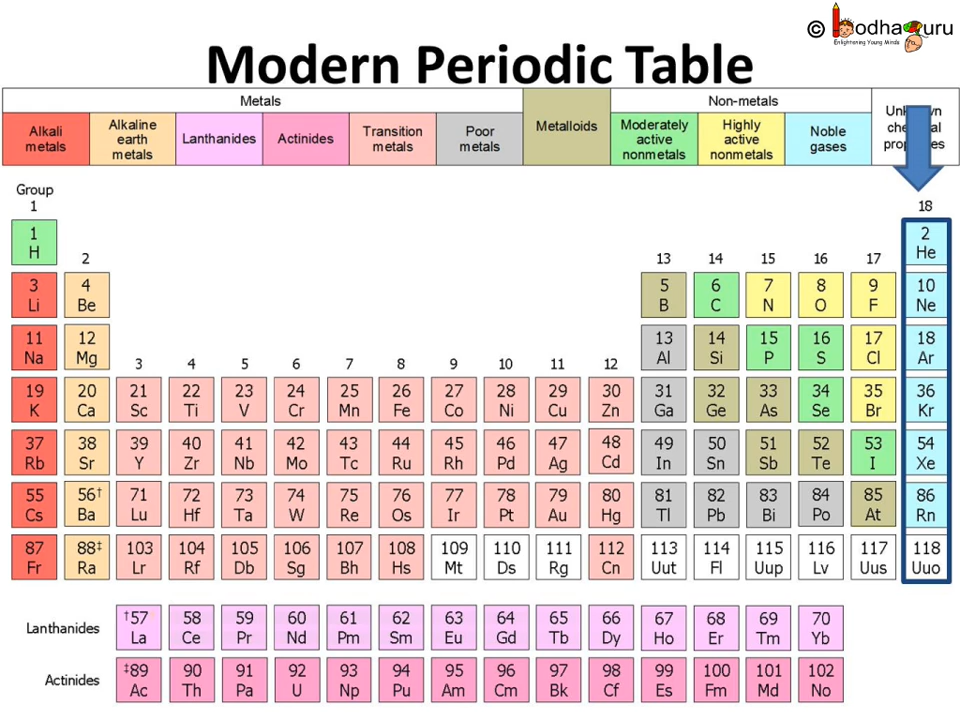 © BodhaGuru
Enlightening Young Minds
Modern Periodic Table
Metals Non-metals
Alkali metals Alkaline earth metals Lanthanides Actinides Transition metals Poor metals Metalloids Moderately active nonmetals Highly active nonmetals Noble gases
Group
1 18
1 2
H He
2 13 14 15 16 17
3 4 5 6 7 8 9 10
Li Be B C N O F Ne
11 12 13 14 15 16 17 18
Na Mg Al Si P S Cl Ar
3 4 5 6 7 8 9 10 11 12
19 20 21 22 23 24 25 26 27 28 29 30 31 32 33 34 35 36
K Ca Sc Ti V Cr Mn Fe Co Ni Cu Zn Ga Ge As Se Br Kr
37 38 39 40 41 42 43 44 45 46 47 48 49 50 51 52 53 54
Rb Sr Y Zr Nb Mo Tc Ru Rh Pd Ag Cd In Sn Sb Te I Xe
55 56† 71 72 73 74 75 76 77 78 79 80 81 82 83 84 85 86
Cs Ba Lu Hf Ta W Re Os Ir Pt Au Hg Tl Pb Bi Po At Rn
87 88‡ 103 104 105 106 107 108 109 110 111 112 113 114 115 116 117 118
Fr Ra Lr Rf Db Sg Bh Hs Mt Ds Rg Cn Uut Fl Uup Lv Uus Uuo
Lanthanides
†57 58 59 60 61 62 63 64 65 66 67 68 69 70
La Ce Pr Nd Pm Sm Eu Gd Tb Dy Ho Er Tm Yb
Actinides
‡89 90 91 92 93 94 95 96 97 98 99 100 101 102
Ac Th Pa U Np Pu Am Cm Bk Cf Es Fm Md No